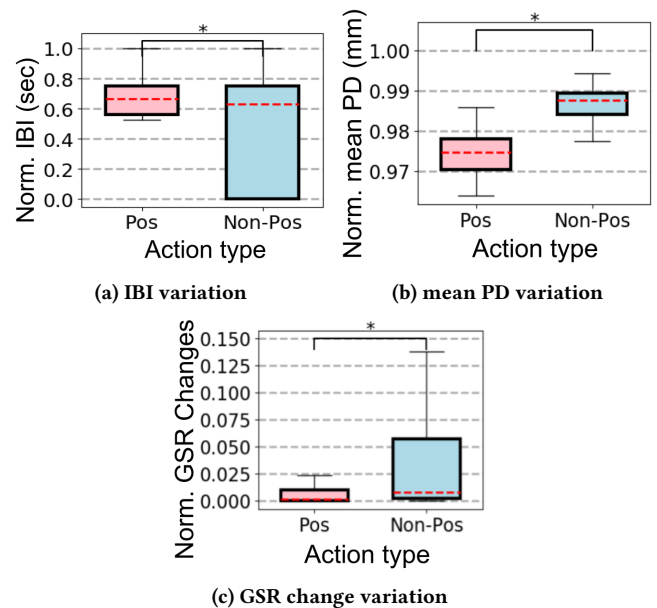 Norm. IBI (sec)
1.0
0.8
0.6
0.4
0.2
0.0
*
Pos
Non-Pos
Action type
(a) IBI variation
Norm. mean PD (mm)
1.00
0.99
0.98
0.97
*
Pos
Non-Pos
Action type
(b) mean PD variation
Norm. GSR Changes
0.150
0.125
0.100
0.075
0.050
0.025
0.000
*
Pos
Non-Pos
Action type
(c) GSR change variation